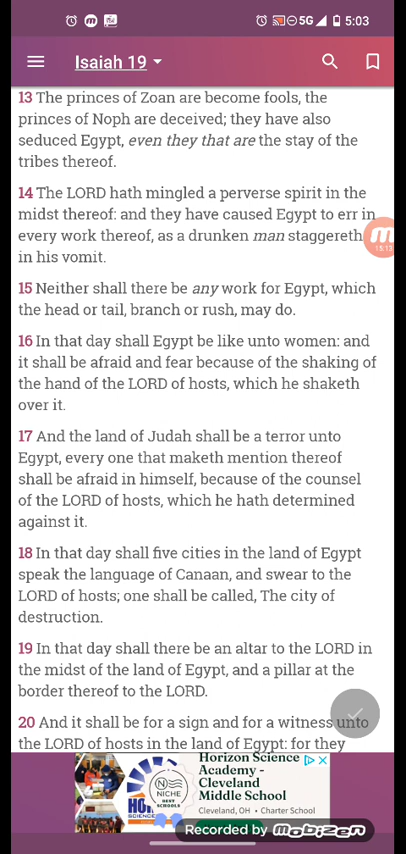 5G 5:03
Isaiah 19
13 The princes of Zoan are become fools, the
princes of Noph are deceived; they have also
seduced Egypt, even they that are the stay of the
tribes thereof.
14 The LORD hath mingled a perverse spirit in the
midst thereof: and they have caused Egypt to err in
every work thereof, as a drunken man staggereth
in his vomit.
m
15:13
15 Neither shall there be any work for Egypt, which
the head or tail, branch or rush, may do.
16 In that day shall Egypt be like unto women: and
it shall be afraid and fear because of the shaking of
the hand of the LORD of hosts, which he shaketh
over it.
17 And the land of Judah shall be a terror unto
Egypt, every one that maketh mention thereof
shall be afraid in himself, because of the counsel
of the LORD of hosts, which he hath determined
against it.
18 In that day shall five cities in the land of Egypt
speak the language of Canaan, and swear to the
LORD of hosts; one shall be called, The city of
destruction.
19 In that day shall there be an altar to the LORD in
the midst of the land of Egypt, and a pillar at the
border thereof to the LORD.
20 And it shall be for a sign and for a witness unto
the LORD of hosts in the land of Egypt: for they
Horizon Science
Academy -
Cleveland
Middle School
Cleveland, OH • Charter School
NICHE
BEST
SCHOOLS
Recorded by mobizen